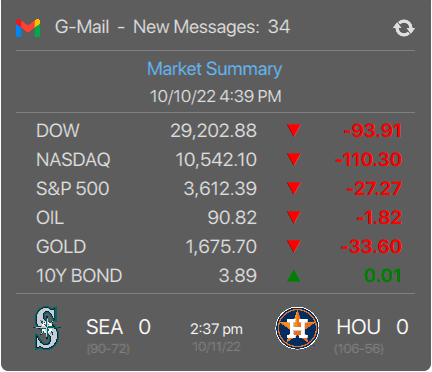 G-Mail - New Messages: 34
Market Summary
10/10/22 4:39 PM
DOW 29,202.88 ▼ -93.91
NASDAQ 10,542.10 ▼ -110.30
S&P 500 3,612.39 ▼ -27.27
OIL 90.82 ▼ -1.82
GOLD 1,675.70 ▼ -33.60
10Y BOND 3.89 ▲ 0.01
SEA 0 2:37 pm HOU 0
(90-72) 10/11/22 (106-56)